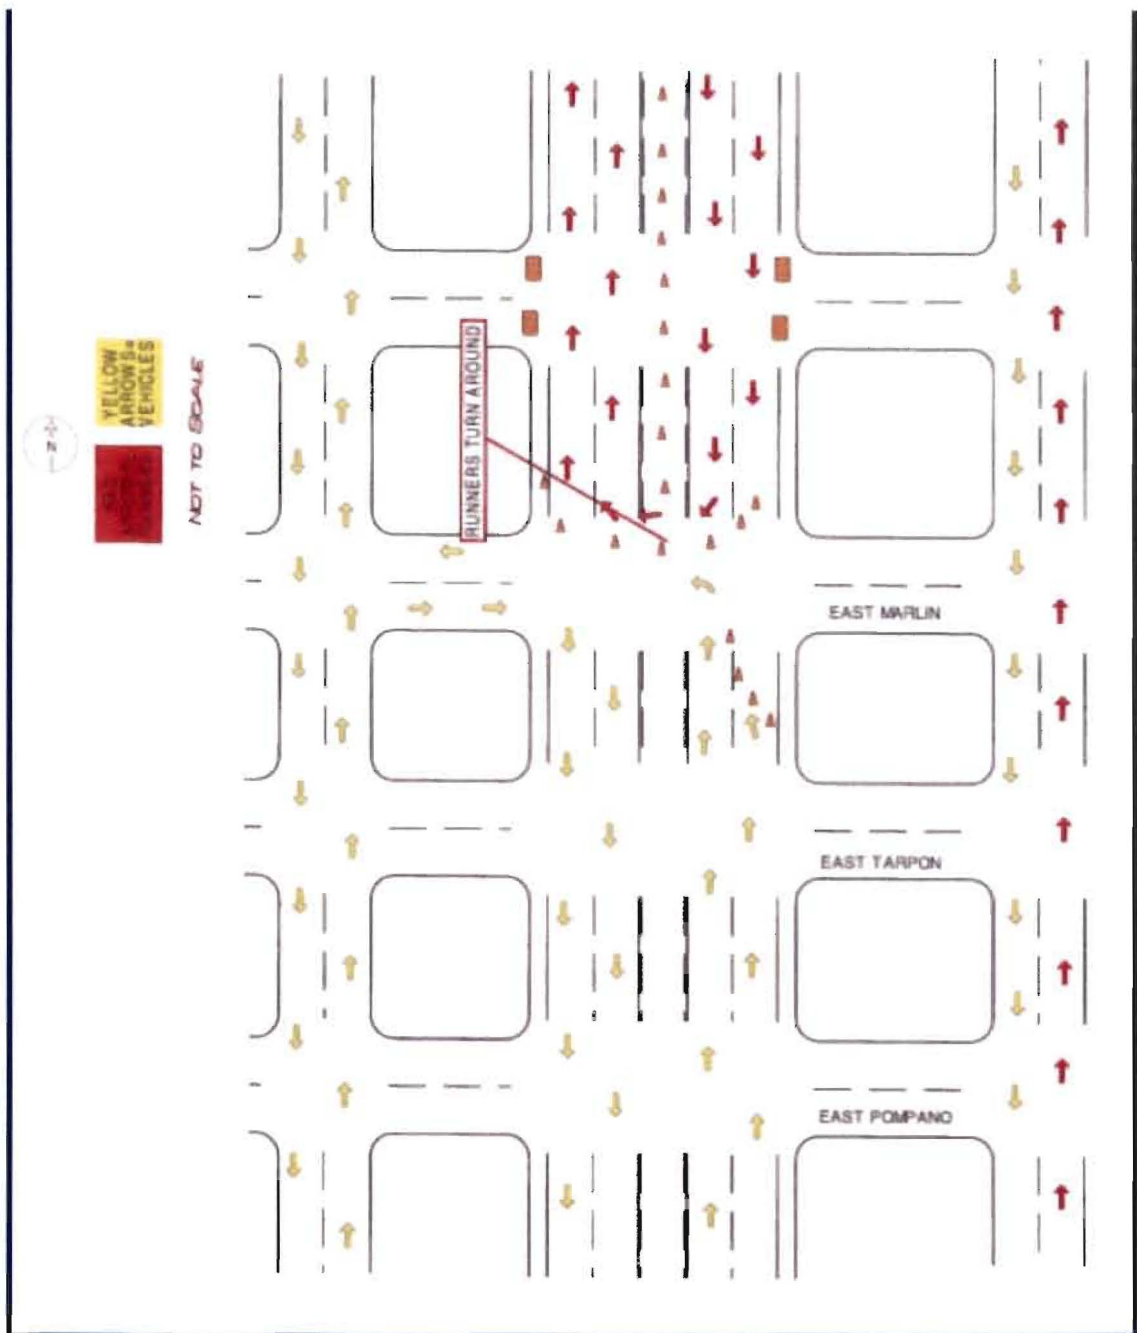 YELLOW
ARROWS=
VEHICLES
NOT TO SCALE
RUNNERS TURN AROUND
EAST MARLIN
EAST TARPON
EAST POMPANO